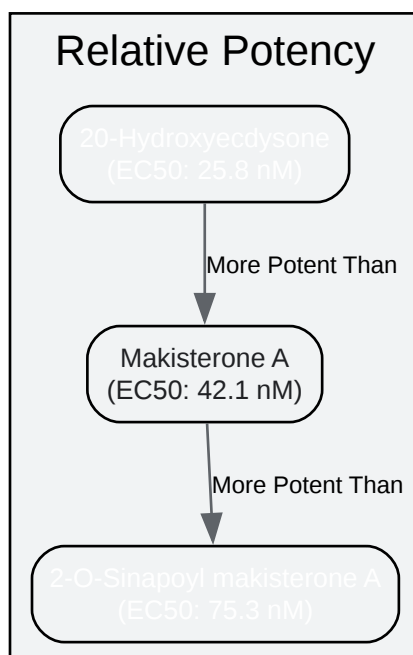 Relative Potency
20-Hydroxyecdysone
(EC50: 25.8 nM)
More Potent Than
Makisterone A
(EC50: 42.1 nM)
More Potent Than
2-O-Sinapoyl makisterone A
(EC50: 75.3 nM)